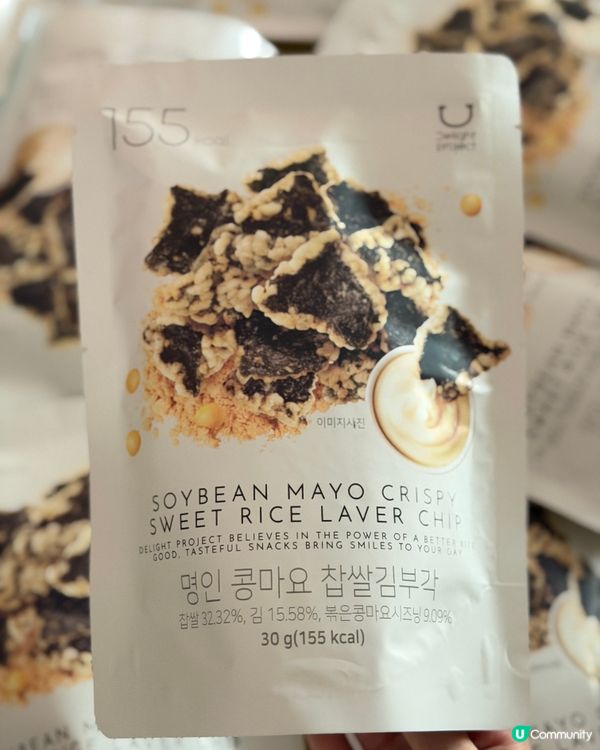 155 kcal
Delight
project
이미지사진
SOYBEAN MAYO CRISPY
SWEET RICE LAVER CHIP
DELIGHT PROJECT BELIEVES IN THE POWER OF A BETTER BITE
GOOD, TASTEFUL SNACKS BRING SMILES TO YOUR DAY
명인 콩마요 찹쌀김부각
찹쌀 32.32%, 김 15.58%, 볶은콩마요시즈닝 9.09%
30 g(155 kcal)
U Community